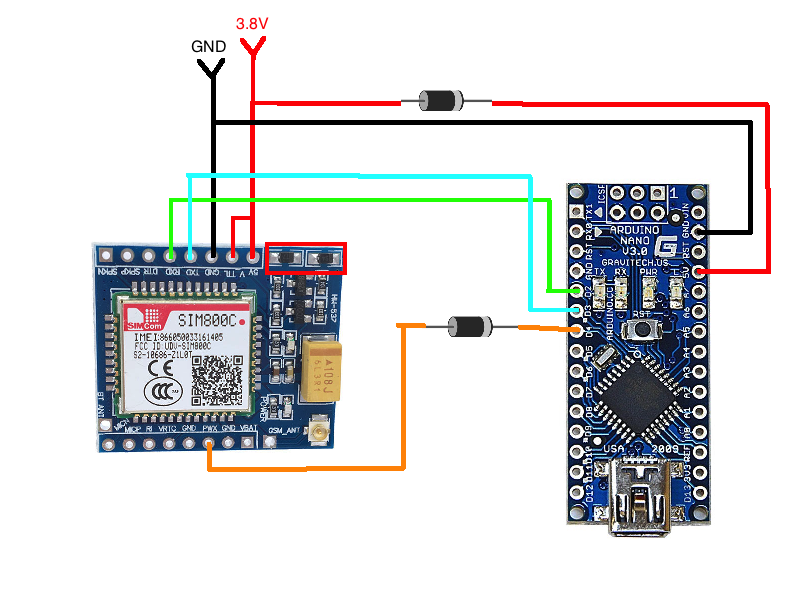 3.8V
GND
ICSP
1
TX1
RX0
RST
GND
D2
D3
D4
D5
D6
D7
D8
D9
D10
D11
D12
VIN
GND
RST
5V
A7
A6
A5
A4
A3
A2
A1
A0
REF
3V3
D13
ARDUINO
NANO
V3.0
GRAVITECH.US
TX RX PWR
ARDUINO.CC
RST
USA 2009
SPKN SPKP DTR RXD TXD GND V_TTL 5V
HW-537
SIMCom
SIM800C
IMEI:866050033161405
FCC ID VDV-SIM800C
S2-10686-Z1L0T
CE
CCC
A108J
BT_ANT
POWER
GSM_ANT
MICN MICP RI VRTC GND PWX GND VBAT